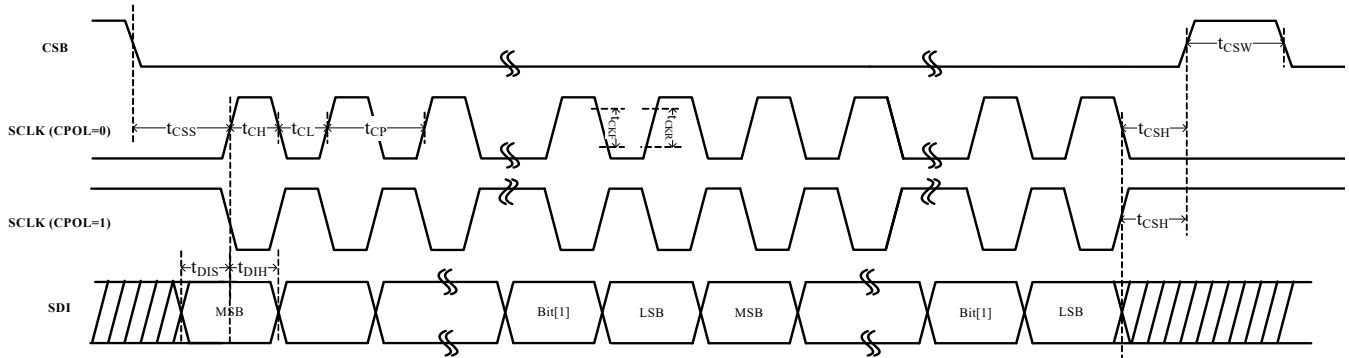 CSB
tCSW
SCLK (CPOL=0)
tCSS
tCH
tCL
tCP
tCKF
tCKR
tCSH
SCLK (CPOL=1)
tCSH
tDIS
tDIH
SDI
MSB
Bit[1]
LSB
MSB
Bit[1]
LSB